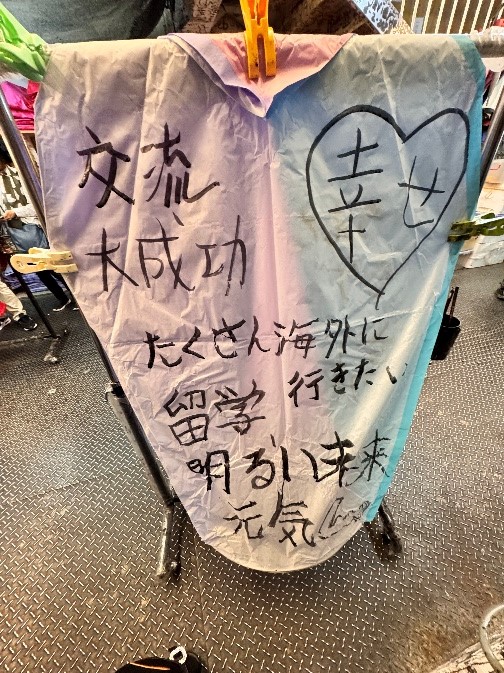 交流、
大成功
幸せ
たくさん海外に
行きたい
留学、
明るい未来
元気